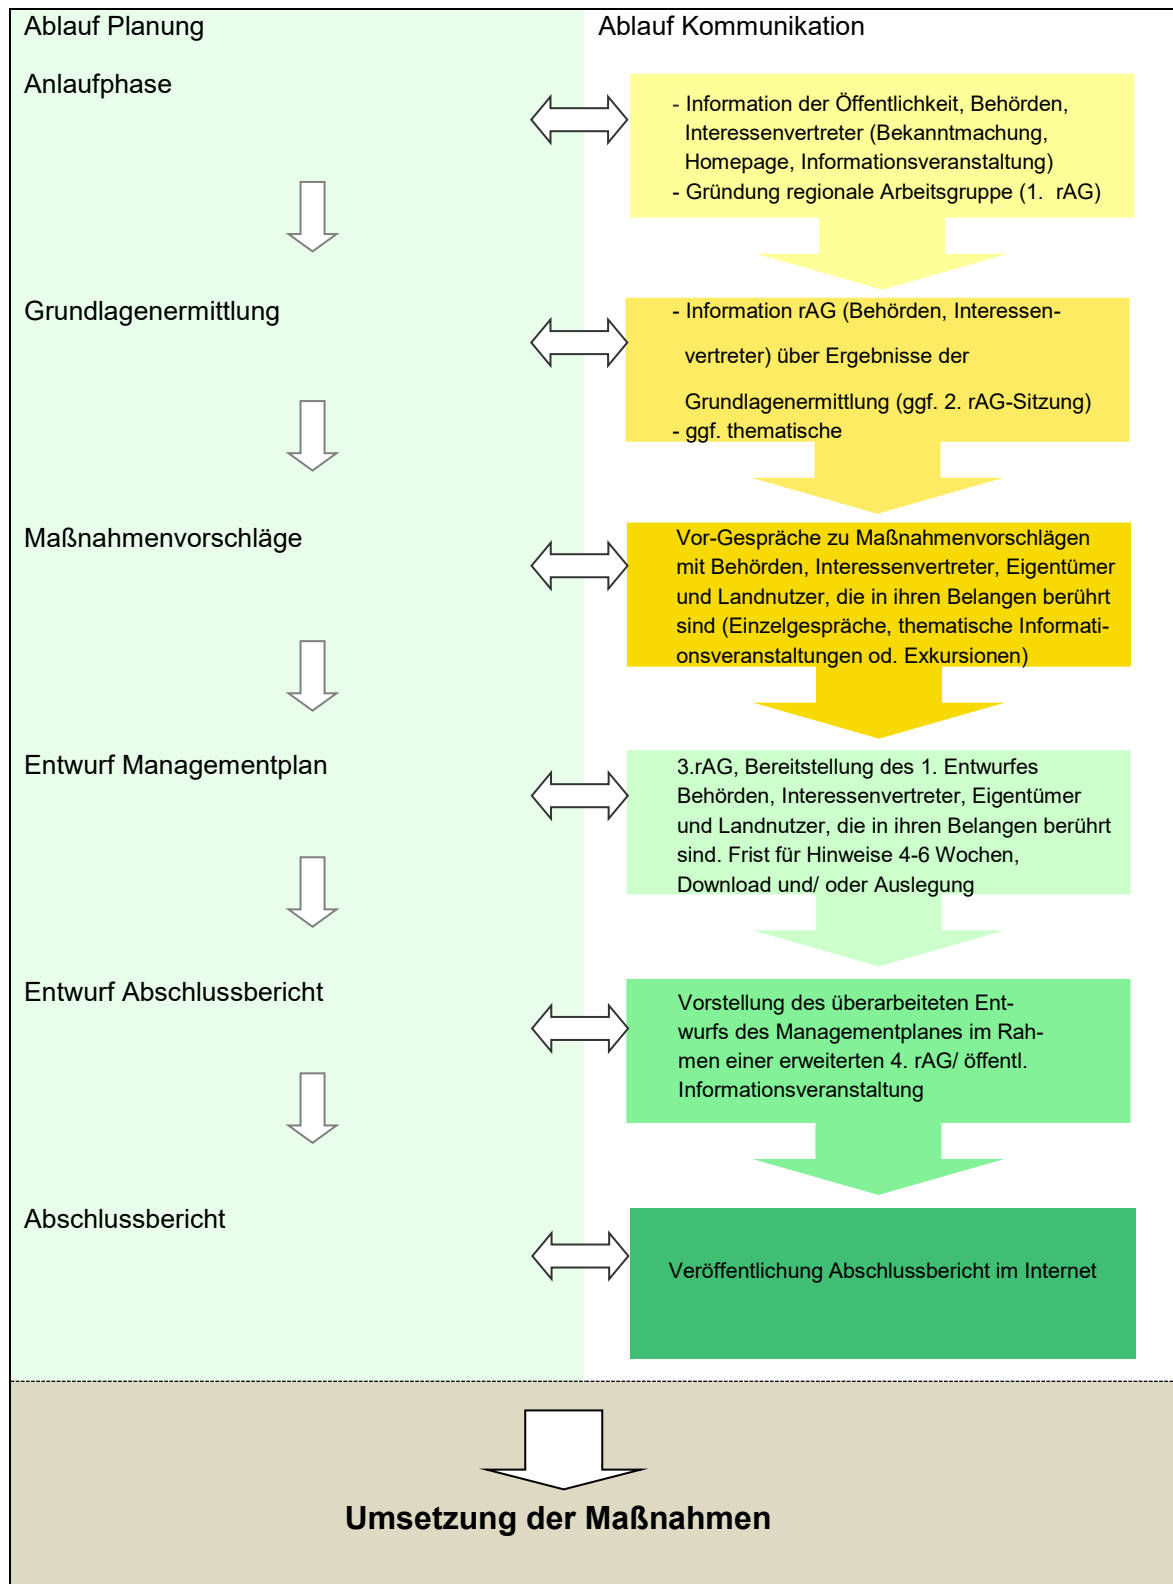 Ablauf Planung
Ablauf Kommunikation
Anlaufphase
- Information der Öffentlichkeit, Behörden,
Interessenvertreter (Bekanntmachung,
Homepage, Informationsveranstaltung)
- Gründung regionale Arbeitsgruppe (1. rAG)
Grundlagenermittlung
- Information rAG (Behörden, Interessen-
vertreter) über Ergebnisse der
Grundlagenermittlung (ggf. 2. rAG-Sitzung)
- ggf. thematische
Maßnahmenvorschläge
Vor-Gespräche zu Maßnahmenvorschlägen
mit Behörden, Interessenvertreter, Eigentümer
und Landnutzer, die in ihren Belangen berührt
sind (Einzelgespräche, thematische Informati-
onsveranstaltungen od. Exkursionen)
Entwurf Managementplan
3.rAG, Bereitstellung des 1. Entwurfes
Behörden, Interessenvertreter, Eigentümer
und Landnutzer, die in ihren Belangen berührt
sind. Frist für Hinweise 4-6 Wochen,
Download und/ oder Auslegung
Entwurf Abschlussbericht
Vorstellung des überarbeiteten Ent-
wurfs des Managementplanes im Rah-
men einer erweiterten 4. rAG/ öffentl.
Informationsveranstaltung
Abschlussbericht
Veröffentlichung Abschlussbericht im Internet
Umsetzung der Maßnahmen